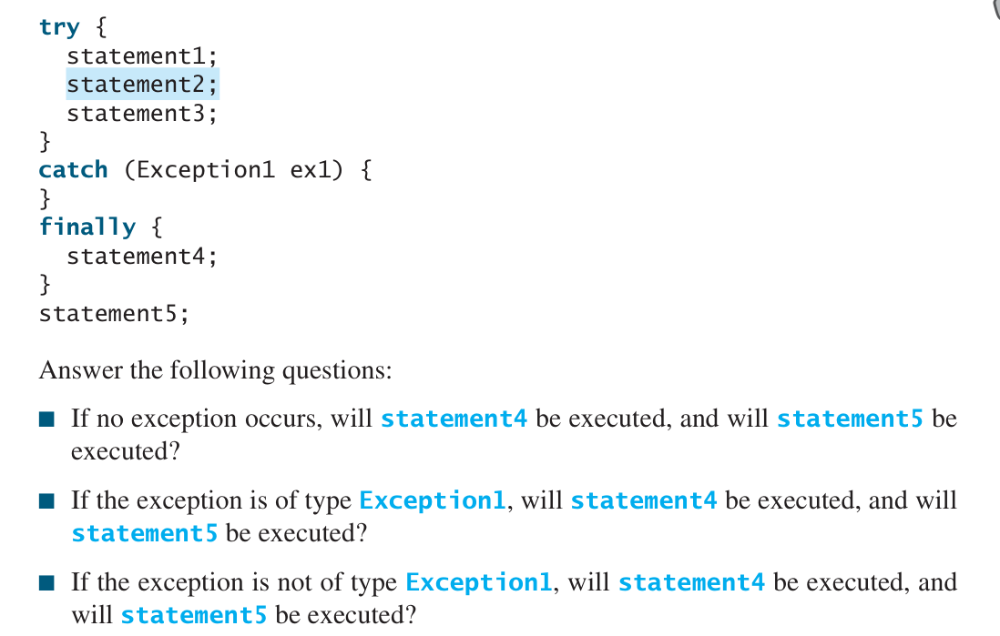 try {
  statement1;
  statement2;
  statement3;
}
catch (Exception1 ex1) {
}
finally {
  statement4;
}
statement5;
Answer the following questions:
■ If no exception occurs, will statement4 be executed, and will statement5 be
executed?
■ If the exception is of type Exception1, will statement4 be executed, and will
statement5 be executed?
■ If the exception is not of type Exception1, will statement4 be executed, and
will statement5 be executed?